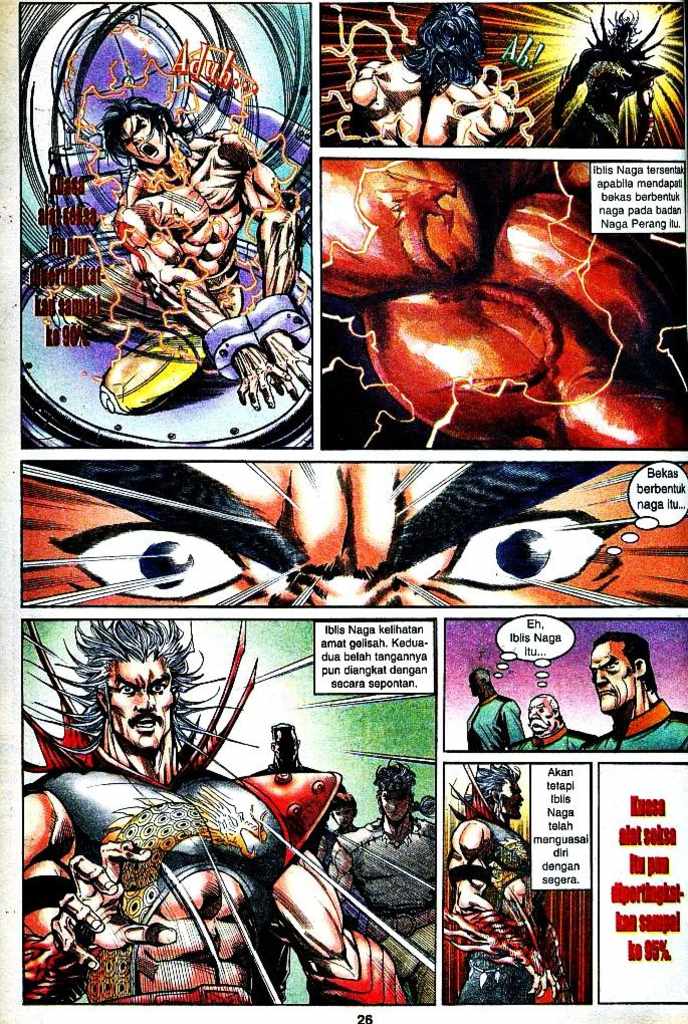 Aduh...
Kuasa
alat seksa
itu pun
dipertingkat-
kan sampai
ke 90%.
Ah!
Iblis Naga tersentak
apabila mendapati
bekas berbentuk
naga pada badan
Naga Perang itu.
Bekas
berbentuk
naga itu...
Iblis Naga kelihatan
amat gelisah. Kedua-
dua belah tangannya
pun diangkat dengan
secara sepontan.
Eh,
Iblis Naga
itu...
Akan
tetapi
Iblis
Naga
telah
menguasai
diri
dengan
segera.
Kuasa
alat seksa
itu pun
dipertingkat-
kan sampai
ke 95%.
26